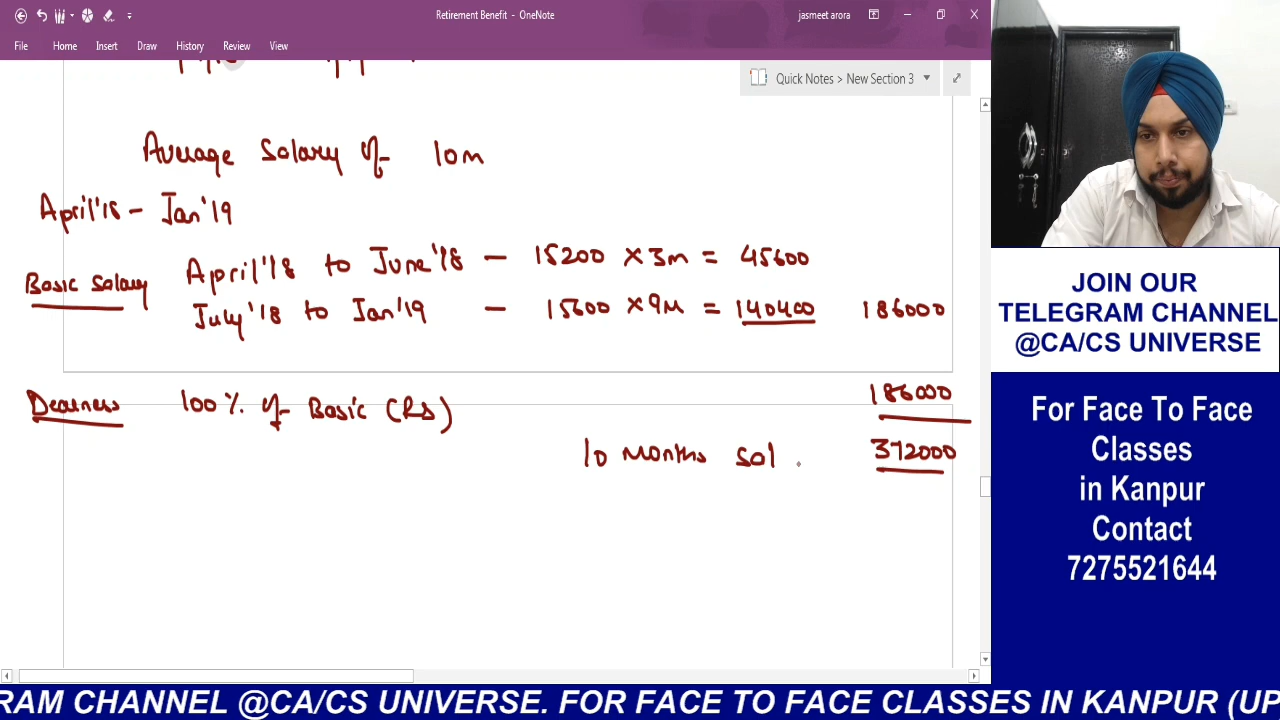 Retirement Benefit - OneNote
jasmeet arora
File Home Insert Draw History Review View
Quick Notes > New Section 3
Average Salary of 10m
April'18 - Jan'19
Basic Salary April'18 to June'18 - 15200 × 3m = 45600
July'18 to Jan'19 - 15600 × 9m = 140400 186000
Dearness 100% of Basic (RS) 186000
10 months sal 372000
JOIN OUR
TELEGRAM CHANNEL
@CA/CS UNIVERSE
For Face To Face
Classes
in Kanpur
Contact
7275521644
RAM CHANNEL @CA/CS UNIVERSE. FOR FACE TO FACE CLASSES IN KANPUR (UP